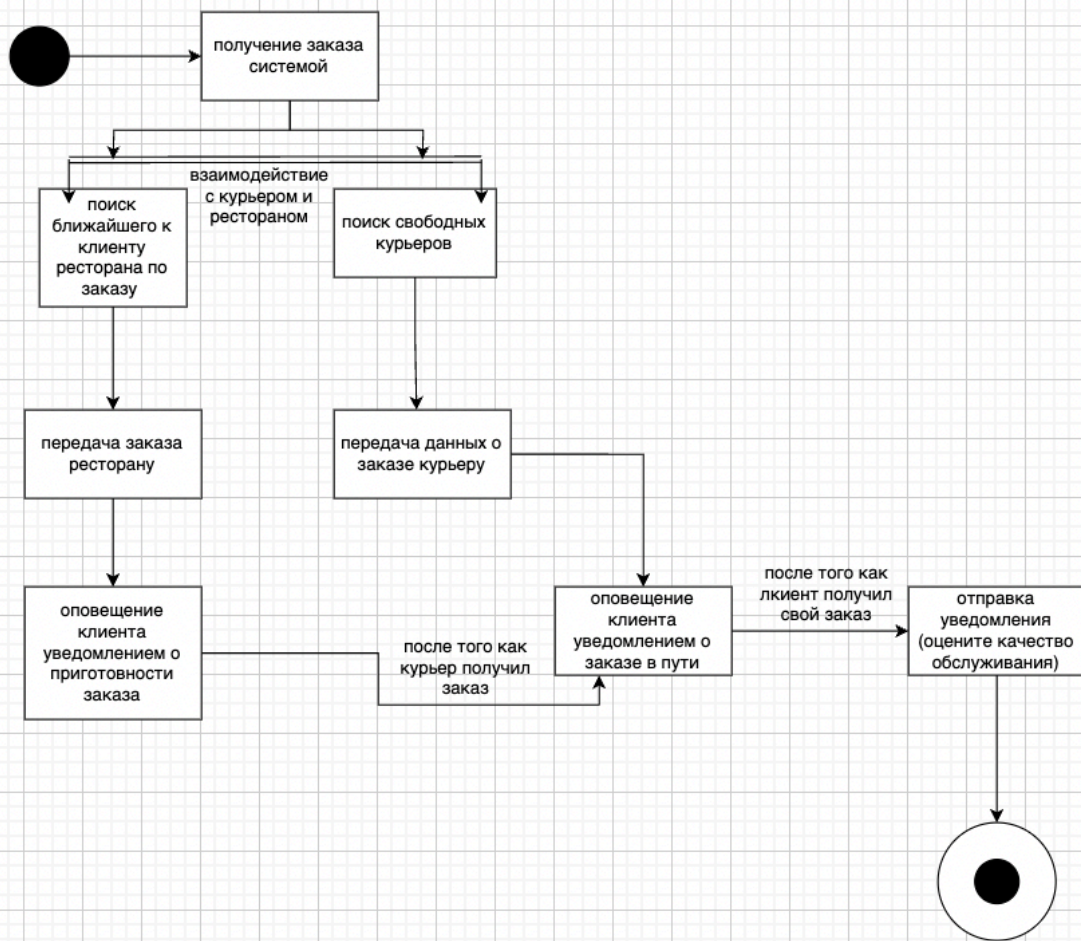 получение заказа
системой
взаимодействие
с курьером и
рестораном
поиск
ближайшего к
клиенту
ресторана по
заказу
поиск свободных
курьеров
передача заказа
ресторану
передача данных о
заказе курьеру
оповещение
клиента
уведомлением о
приготовности
заказа
после того как
курьер получил
заказ
оповещение
клиента
уведомлением о
заказе в пути
после того как
лкиент получил
свой заказ
отправка
уведомления
(оцените качество
обслуживания)